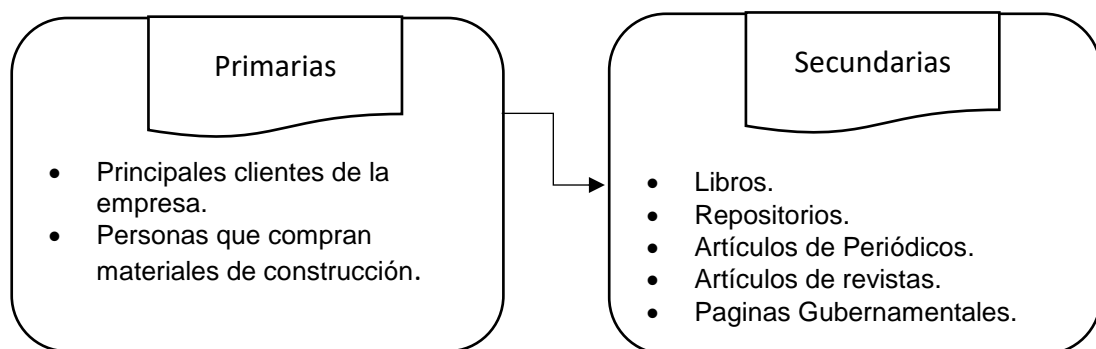 Primarias
• Principales clientes de la
empresa.
• Personas que compran
materiales de construcción.
Secundarias
• Libros.
• Repositorios.
• Artículos de Periódicos.
• Artículos de revistas.
• Paginas Gubernamentales.